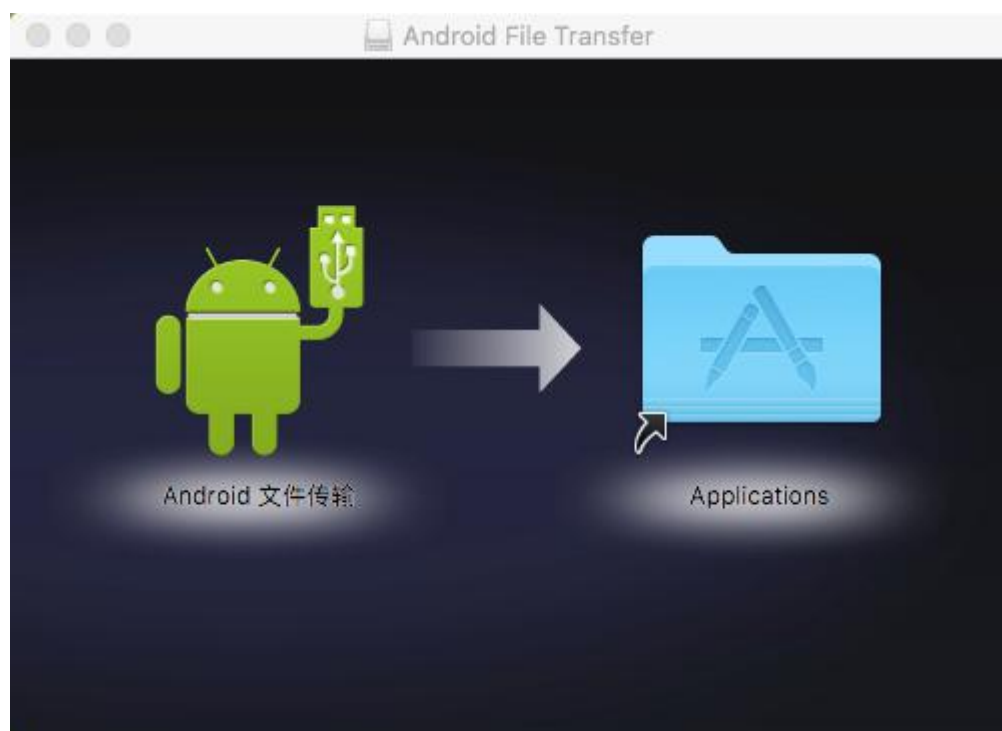 Android File Transfer
Android 文件传输
Applications